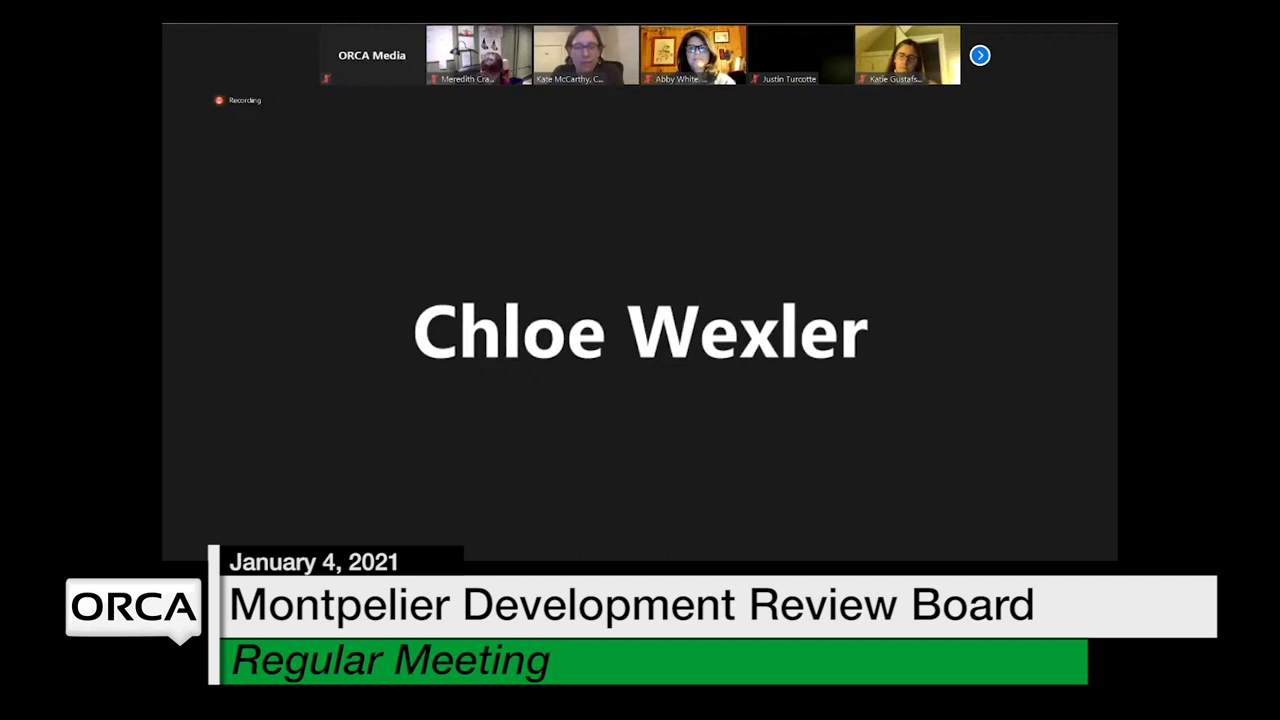 ORCA Media
Meredith Cra...
Kate McCarthy, C...
Abby White, ...
Justin Turcotte
Katie Gustafs...
Recording
Chloe Wexler
January 4, 2021
ORCA
Montpelier Development Review Board
Regular Meeting